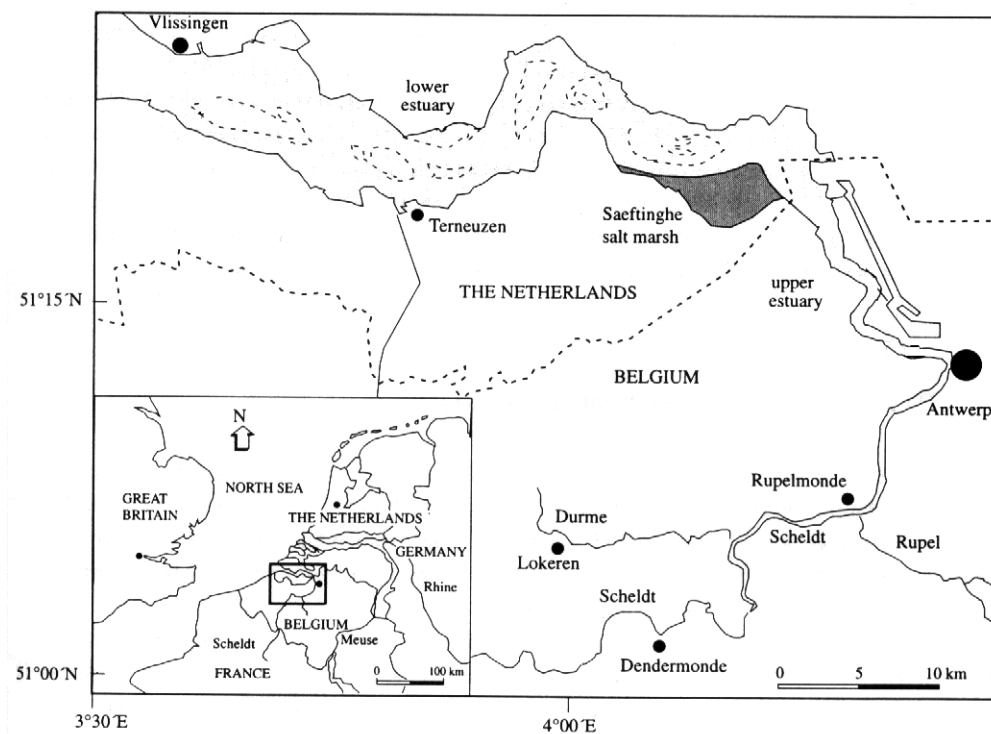 Vlissingen
lower
estuary
Terneuzen
Saeftinghe
salt marsh
51°15´N
THE NETHERLANDS
upper
estuary
BELGIUM
Antwerp
N
NORTH SEA
GREAT
BRITAIN
THE NETHERLANDS
GERMANY
Rhine
BELGIUM
Scheldt
Meuse
FRANCE
0 100 km
Rupelmonde
Durme
Scheldt
Rupel
Lokeren
Scheldt
Dendermonde
51°00´N
0 5 10 km
3°30´E
4°00´E